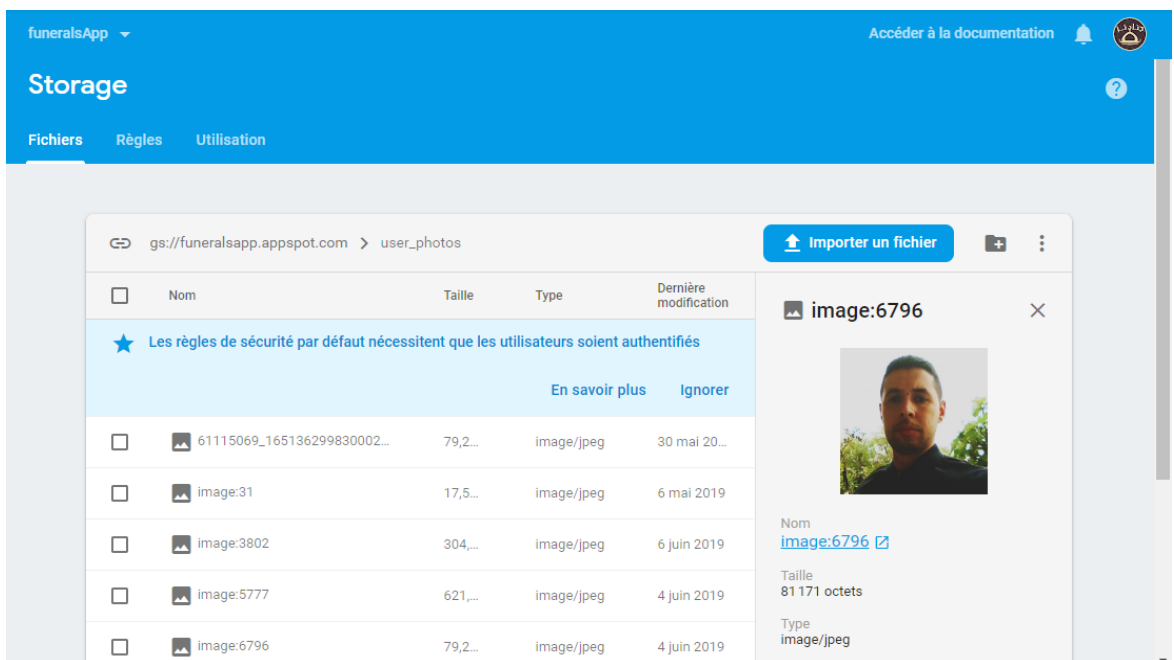 funeralsApp
Accéder à la documentation
Storage
Fichiers Règles Utilisation
gs://funeralsapp.appspot.com > user_photos
Importer un fichier
Nom Taille Type Dernière modification
image:6796
Les règles de sécurité par défaut nécessitent que les utilisateurs soient authentifiés
En savoir plus Ignorer
61115069_165136299830002... 79,2... image/jpeg 30 mai 20...
image:31 17,5... image/jpeg 6 mai 2019
image:3802 304,... image/jpeg 6 juin 2019
image:5777 621,... image/jpeg 4 juin 2019
image:6796 79,2... image/jpeg 4 juin 2019
Nom
image:6796
Taille
81 171 octets
Type
image/jpeg